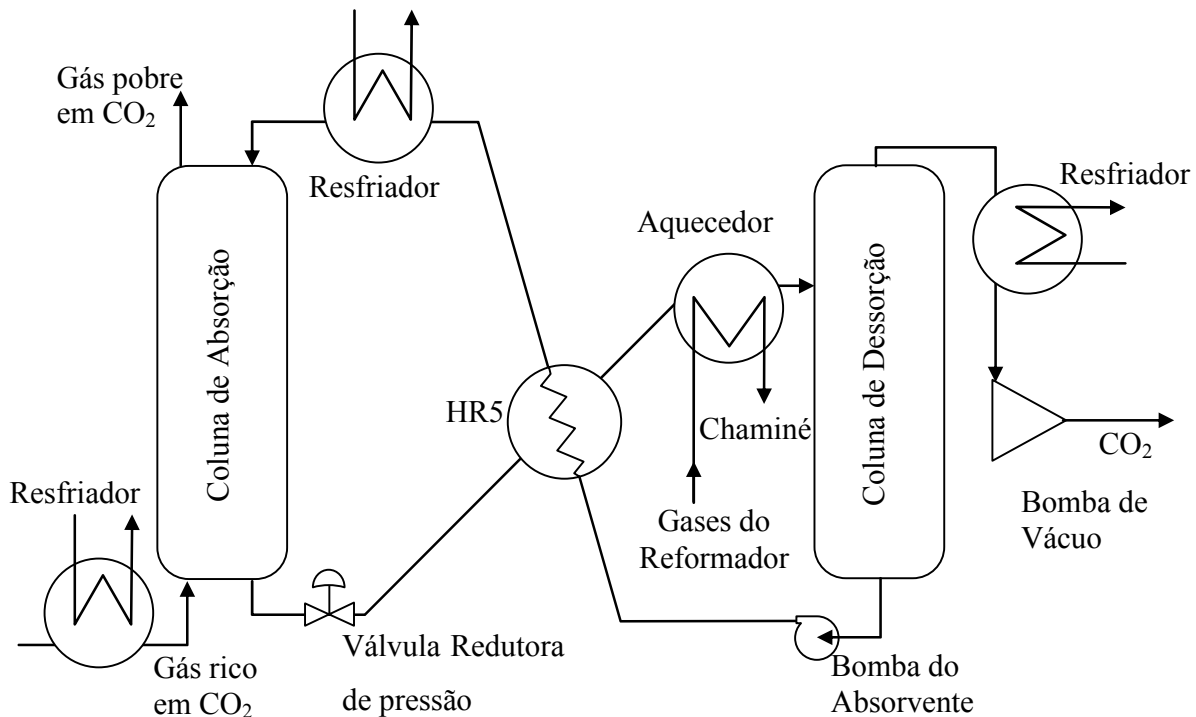 Gás pobre
em CO₂
Resfriador
Resfriador
Aquecedor
Coluna de Absorção
Coluna de Dessorção
HR5
Chaminé
CO₂
Resfriador
Gases do
Reformador
Bomba de
Vácuo
Válvula Redutora
de pressão
Gás rico
em CO₂
Bomba do
Absorvente